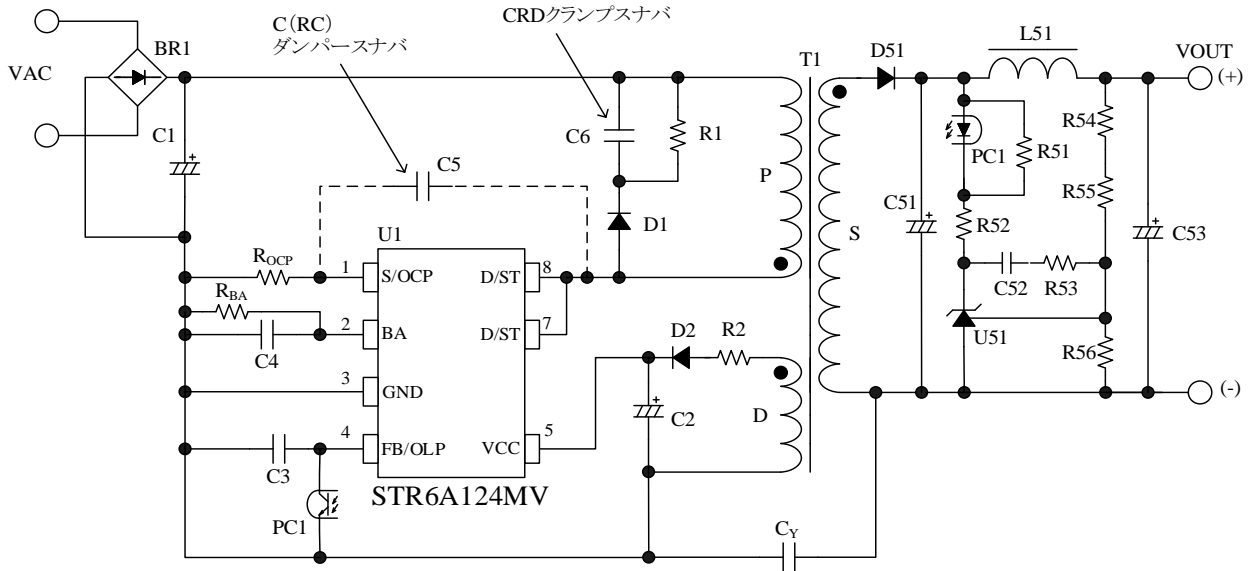 C(RC)
ダンパースナバ
CRDクランプスナバ
BR1
VAC
C1
C5
C6
R1
D1
T1
P
S
D51
L51
VOUT
(+)
PC1
R51
R52
C51
C52
R53
R54
R55
C53
U51
R56
(-)
U1
ROCP
1
S/OCP
D/ST
8
RBA
2
BA
D/ST
7
C4
3
GND
4
FB/OLP
VCC
5
C3
PC1
STR6A124MV
D2
R2
C2
D
CY